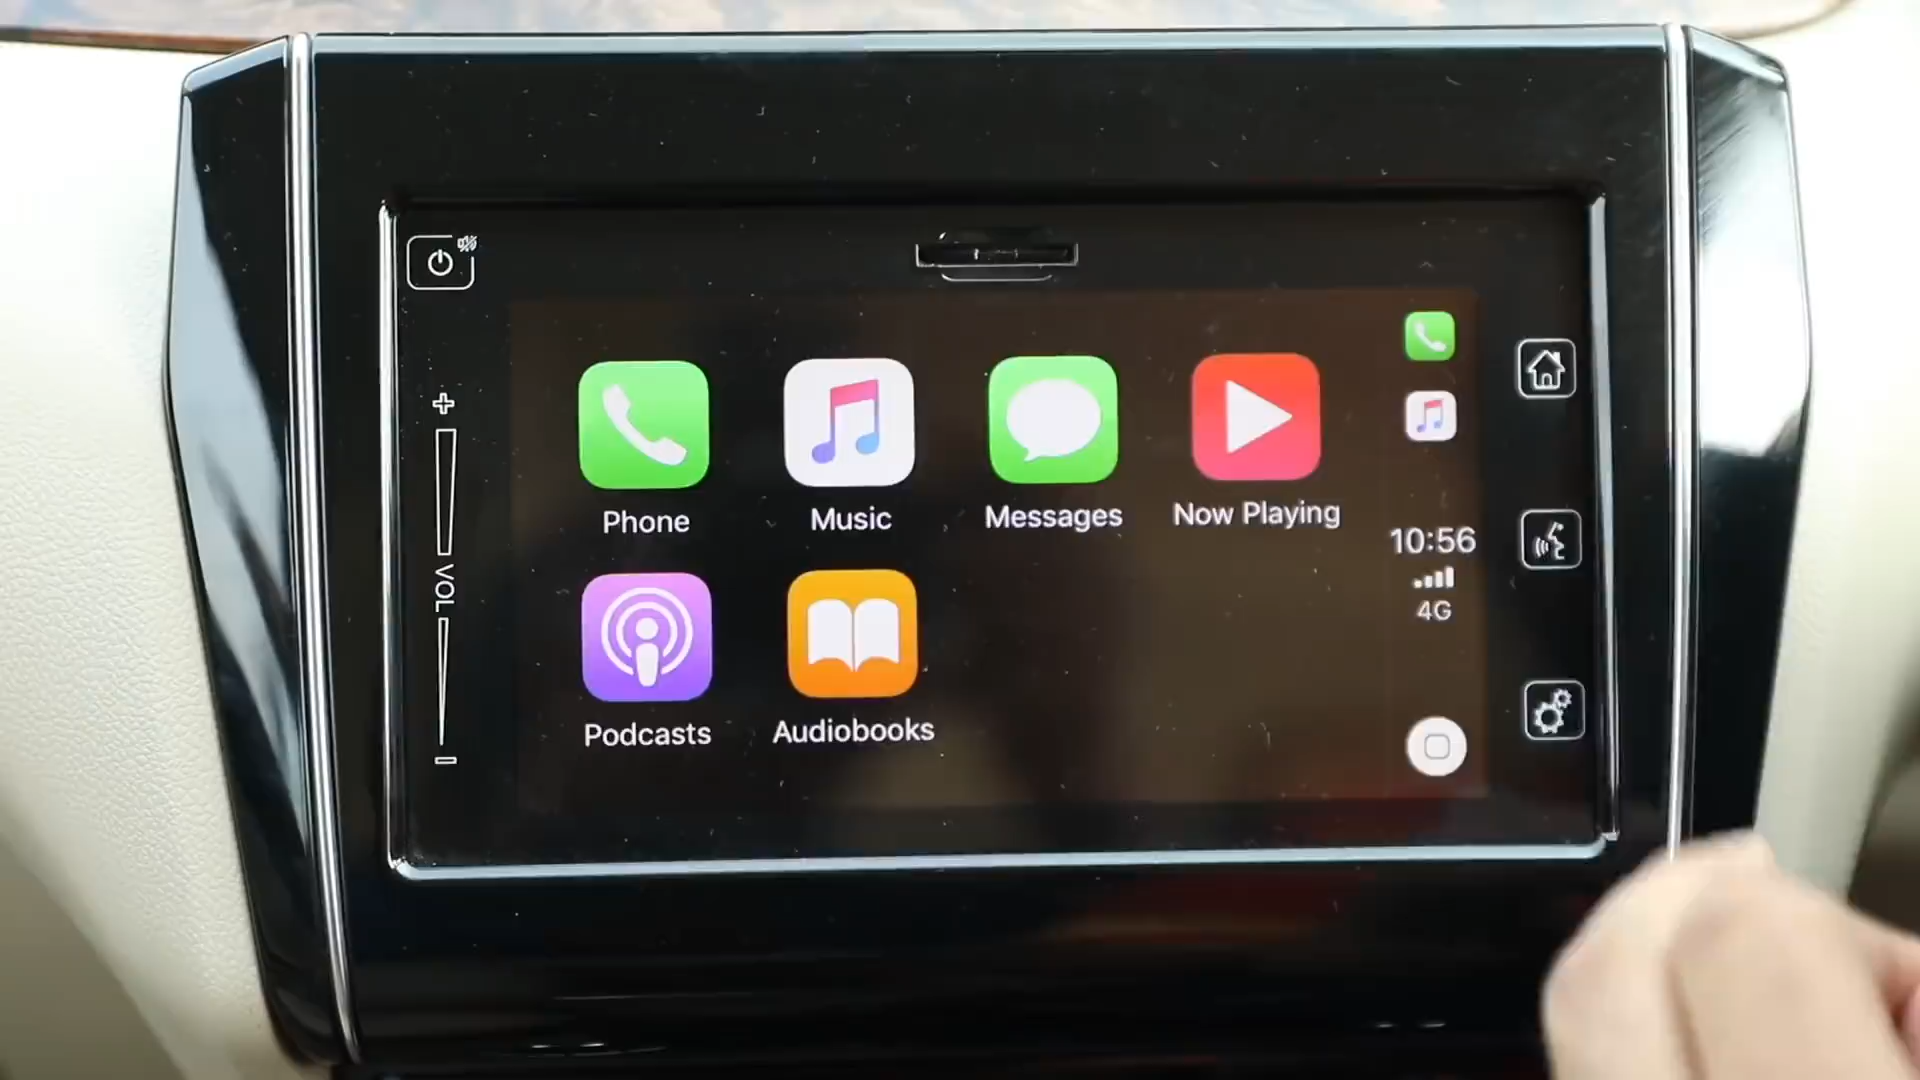 Phone
Music
Messages
Now Playing
10:56
4G
VOL
Podcasts
Audiobooks